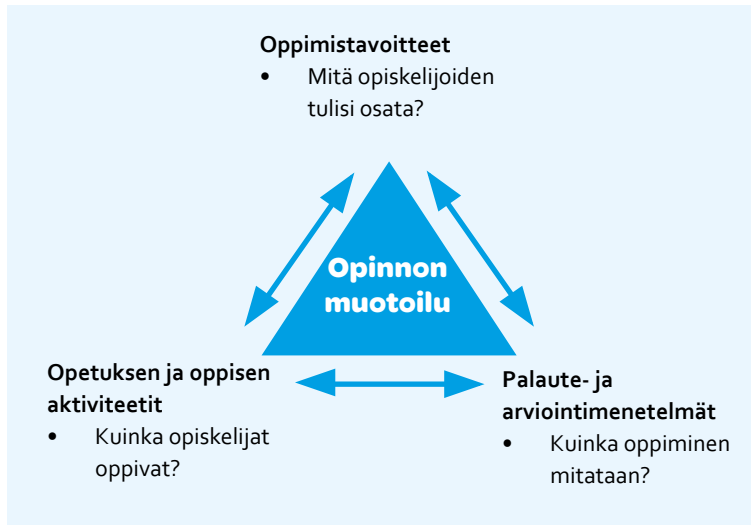 Oppimistavoitteet
• Mitä opiskelijoiden
tulisi osata?
Opinnon
muotoilu
Opetuksen ja oppisen
aktiviteetit
• Kuinka opiskelijat
oppivat?
Palaute- ja
arviointimenetelmät
• Kuinka oppiminen
mitataan?